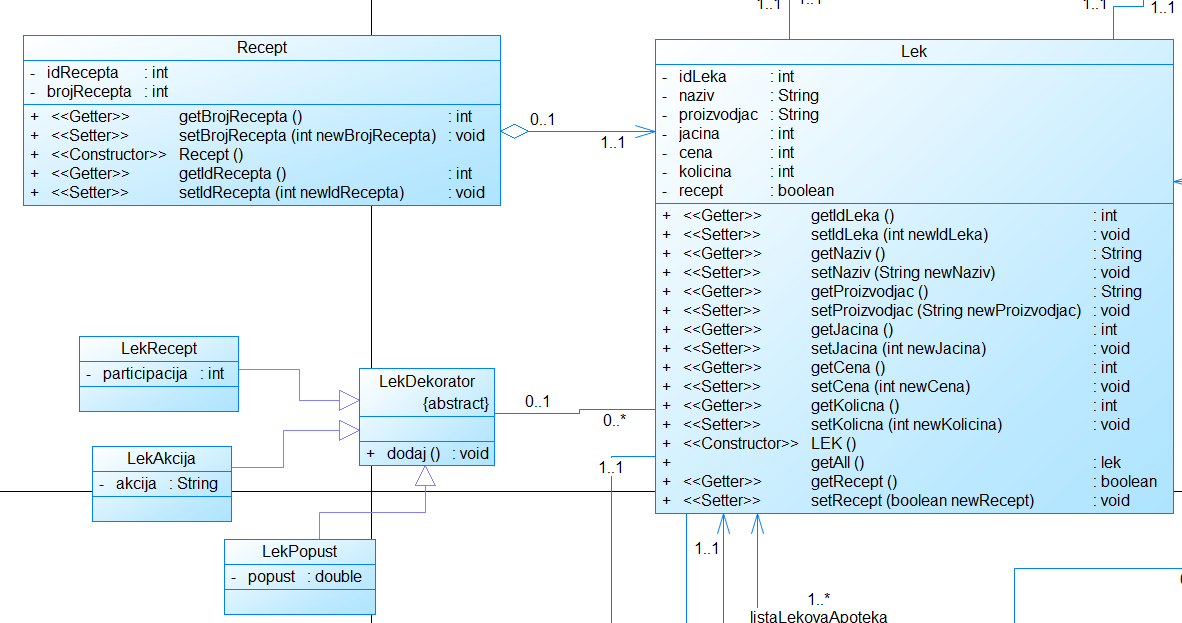 1..1
1..1
1..1
1..1
Recept
- idRecepta : int
- brojRecepta : int
+ <<Getter>> getBrojRecepta () : int
+ <<Setter>> setBrojRecepta (int newBrojRecepta) : void
+ <<Constructor>> Recept ()
+ <<Getter>> getIdRecepta () : int
+ <<Setter>> setIdRecepta (int newIdRecepta) : void
0..1
1..1
Lek
- idLeka : int
- naziv : String
- proizvodjac : String
- jacina : int
- cena : int
- kolicina : int
- recept : boolean
+ <<Getter>> getIdLeka () : int
+ <<Setter>> setIdLeka (int newIdLeka) : void
+ <<Getter>> getNaziv () : String
+ <<Setter>> setNaziv (String newNaziv) : void
+ <<Getter>> getProizvodjac () : String
+ <<Setter>> setProizvodjac (String newProizvodjac) : void
+ <<Getter>> getJacina () : int
+ <<Setter>> setJacina (int newJacina) : void
+ <<Getter>> getCena () : int
+ <<Setter>> setCena (int newCena) : void
+ <<Getter>> getKolicna () : int
+ <<Setter>> setKolicna (int newKolicina) : void
+ <<Constructor>> LEK ()
+ getAll () : lek
+ <<Getter>> getRecept () : boolean
+ <<Setter>> setRecept (boolean newRecept) : void
LekRecept
- participacija : int
LekDekorator
{abstract}
+ dodaj () : void
0..1
0..*
LekAkcija
- akcija : String
1..1
LekPopust
- popust : double
1..1
1..*
listaLekovaApoteka